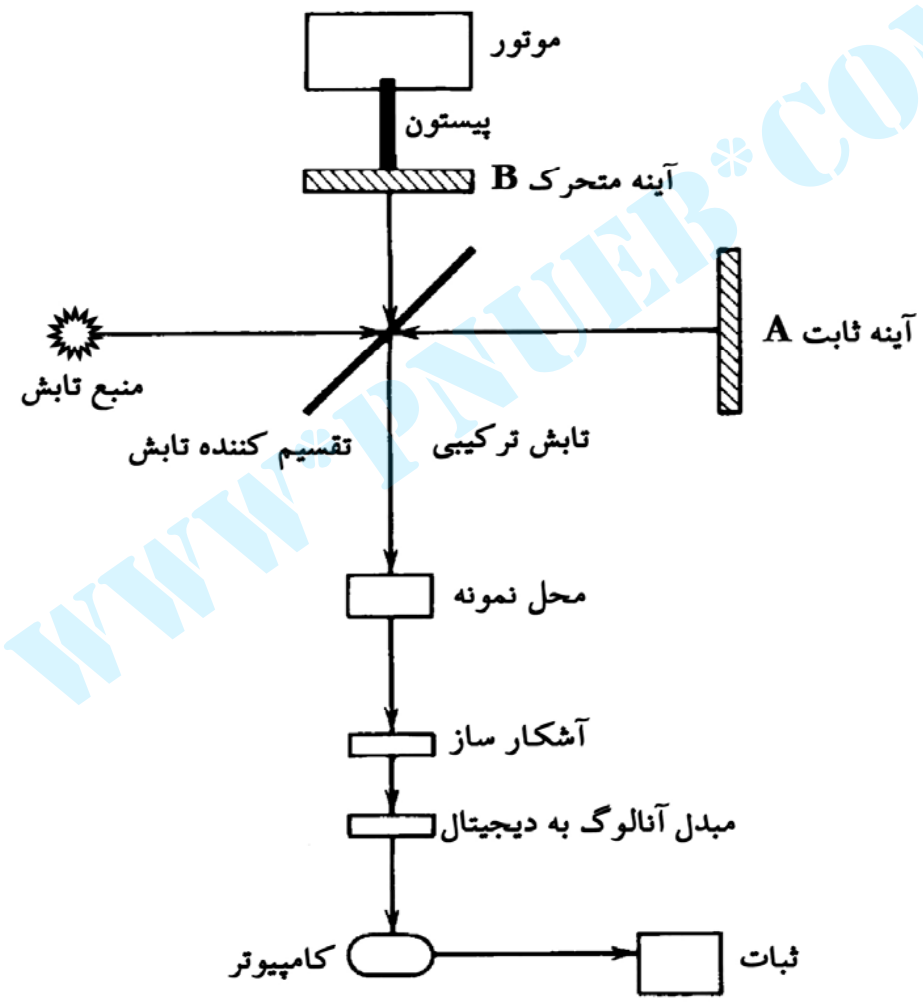 موتور
پیستون
آینه متحرک B
آینه ثابت A
منبع تابش
تقسیم کننده تابش
تابش ترکیبی
محل نمونه
آشکار ساز
مبدل آنالوگ به دیجیتال
کامپیوتر
ثبات
WWW*PNUEB*COM